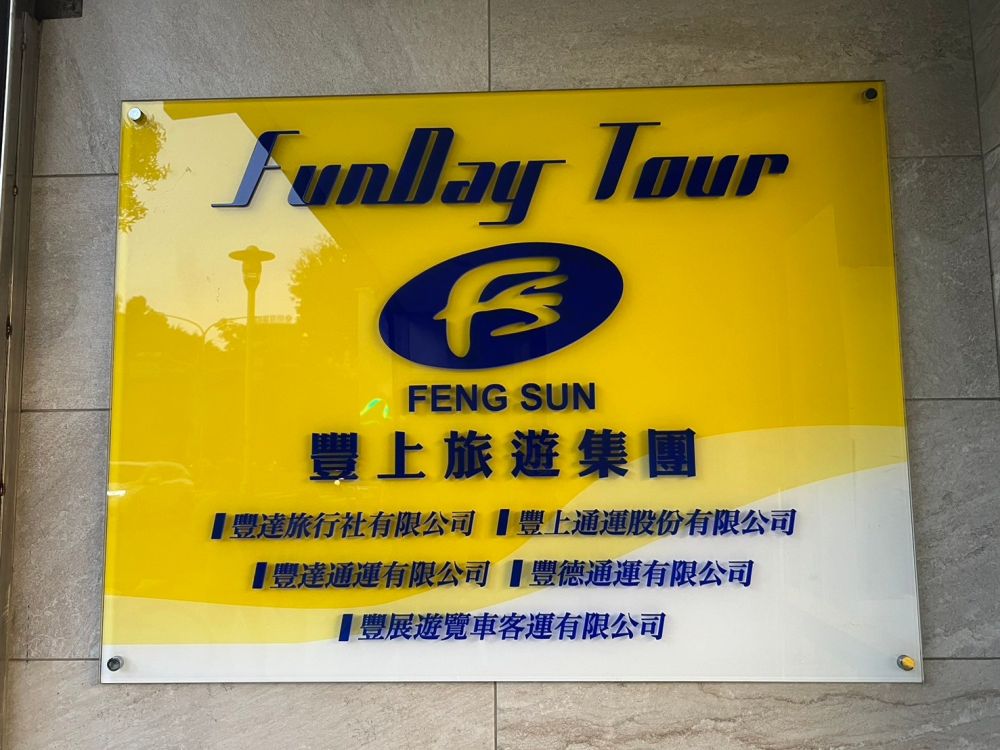 FunDay Tour
FS
FENG SUN
豐上旅遊集團
豐達旅行社有限公司 豐上通運股份有限公司
豐達通運有限公司 豐德通運有限公司
豐展遊覽車客運有限公司